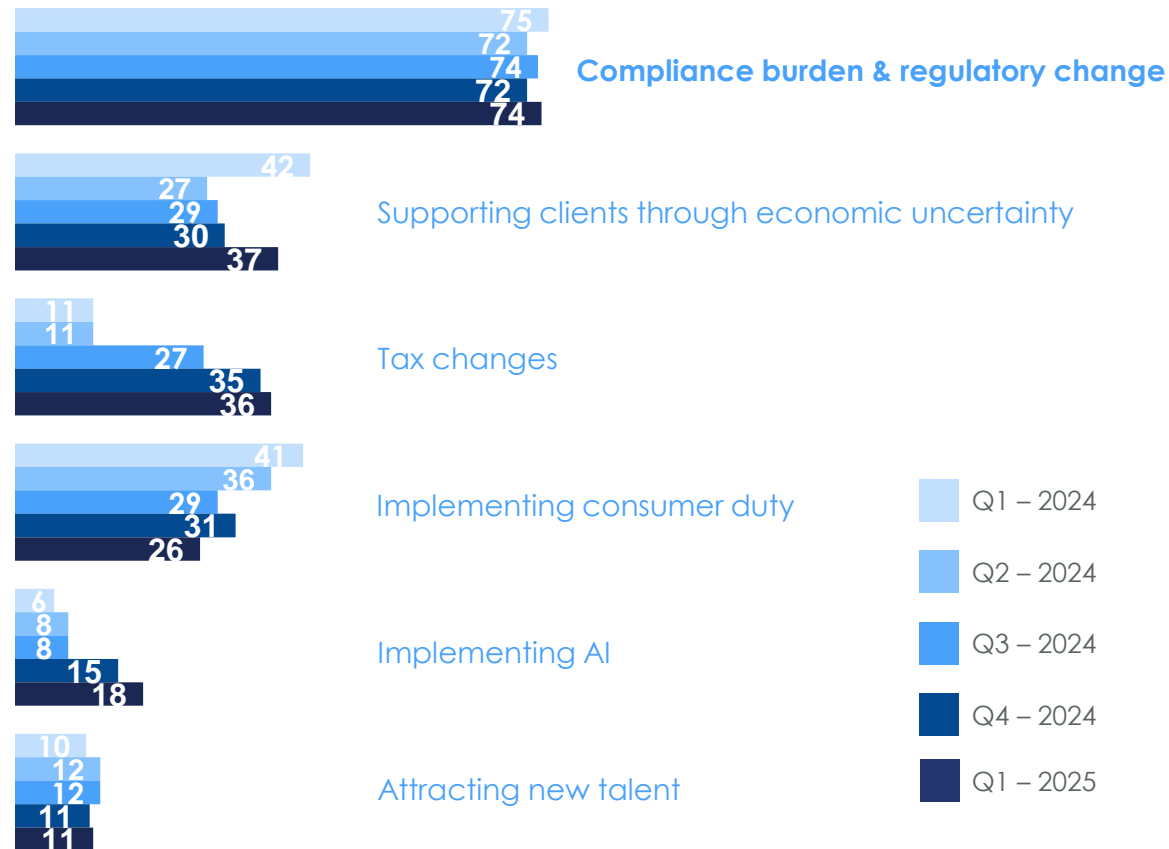 75
72
74
72
74
Compliance burden & regulatory change
42
27
29
30
37
Supporting clients through economic uncertainty
11
11
27
35
36
Tax changes
41
36
29
31
26
Implementing consumer duty
6
8
8
15
18
Implementing AI
10
12
12
11
11
Attracting new talent
Q1 – 2024
Q2 – 2024
Q3 – 2024
Q4 – 2024
Q1 – 2025